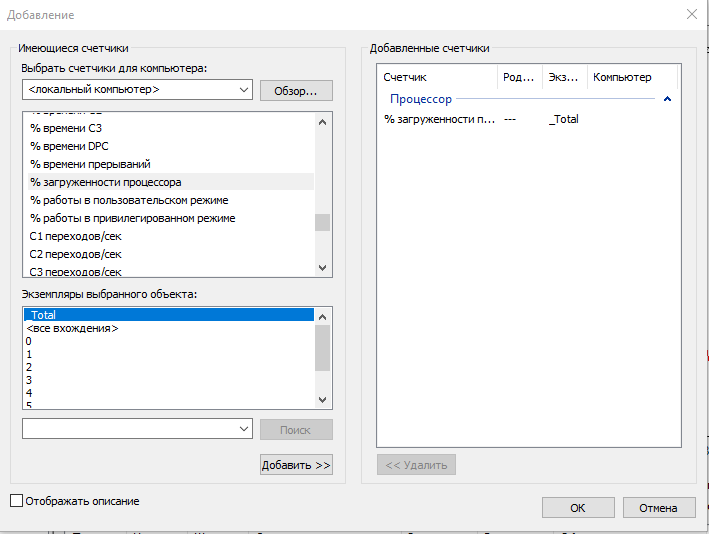 Добавление
Имеющиеся счетчики
Выбрать счетчики для компьютера:
<локальный компьютер>
Обзор...
% времени C3
% времени DPC
% времени прерываний
% загруженности процессора
% работы в пользовательском режиме
% работы в привилегированном режиме
C1 переходов/сек
C2 переходов/сек
C3 переходов/сек
Экземпляры выбранного объекта:
_Total
<все вхождения>
0
1
2
3
4
5
Поиск
Добавить >>
Отображать описание
Добавленные счетчики
Счетчик Род... Экз... Компьютер
Процессор
% загруженности п... --- _Total
<< Удалить
OK
Отмена